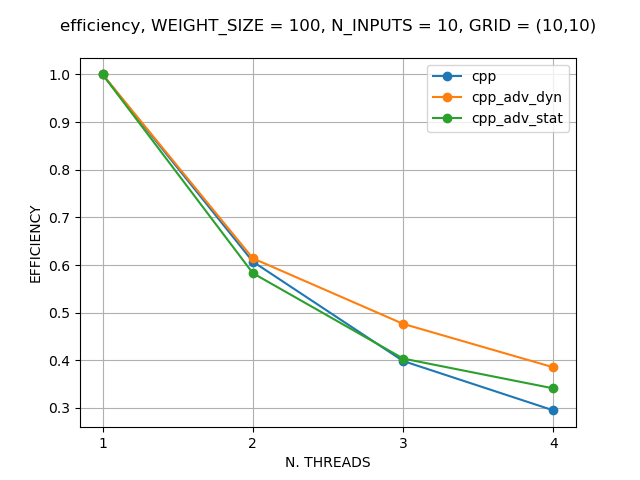 efficiency, WEIGHT_SIZE = 100, N_INPUTS = 10, GRID = (10,10)
cpp
cpp_adv_dyn
cpp_adv_stat
1.0
0.9
0.8
0.7
0.6
0.5
0.4
0.3
EFFICIENCY
1 2 3 4
N. THREADS